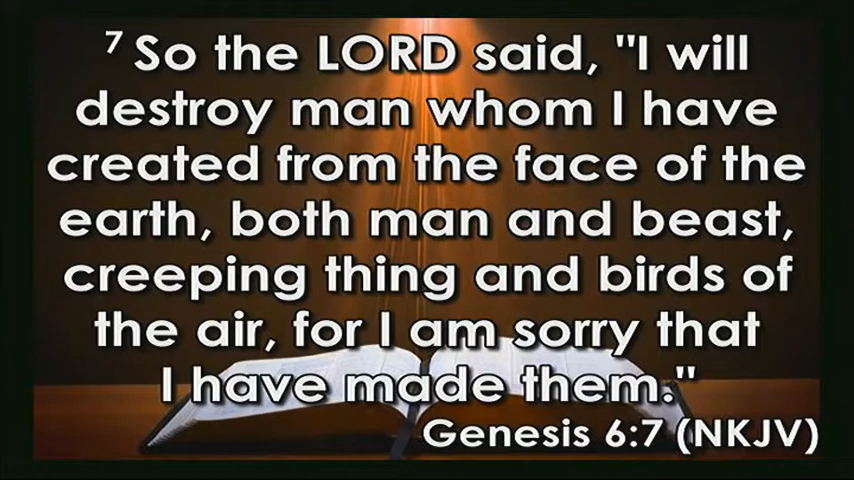 7 So the LORD said, "I will
destroy man whom I have
created from the face of the
earth, both man and beast,
creeping thing and birds of
the air, for I am sorry that
I have made them."
Genesis 6:7 (NKJV)